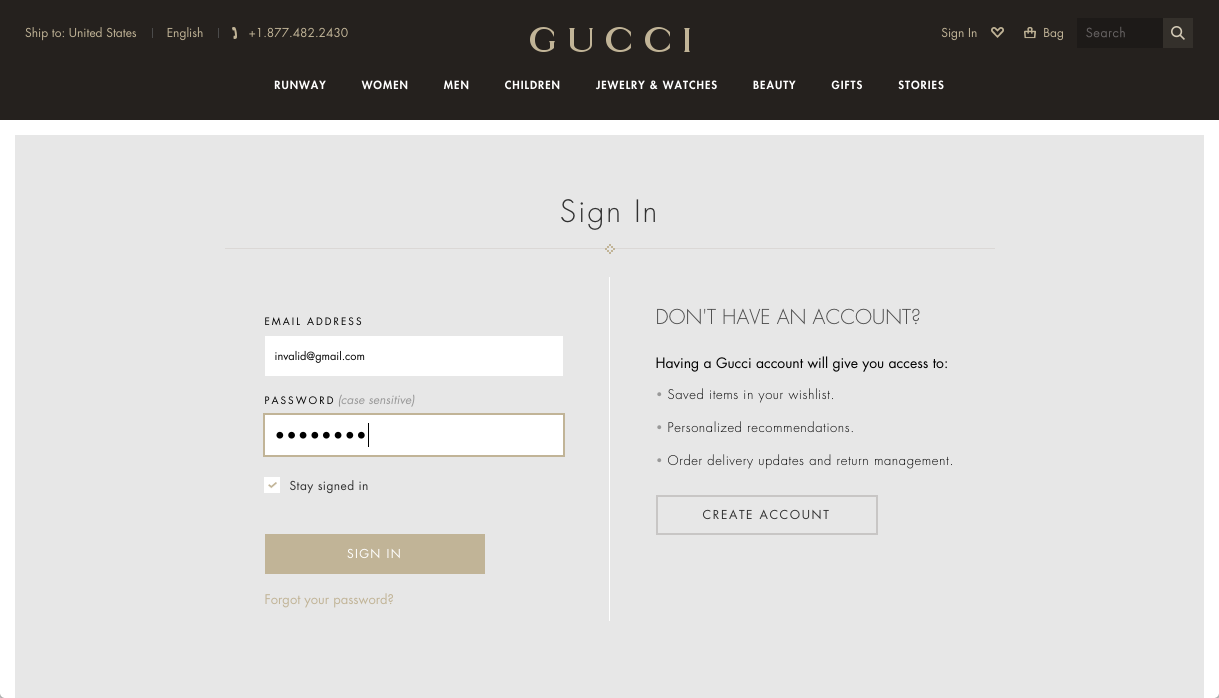 Ship to: United States | English | +1.877.482.2430
GUCCI
Sign In Bag Search
RUNWAY WOMEN MEN CHILDREN JEWELRY & WATCHES BEAUTY GIFTS STORIES
Sign In
EMAIL ADDRESS
invalid@gmail.com
PASSWORD (case sensitive)
••••••••
Stay signed in
SIGN IN
Forgot your password?
DON'T HAVE AN ACCOUNT?
Having a Gucci account will give you access to:
• Saved items in your wishlist.
• Personalized recommendations.
• Order delivery updates and return management.
CREATE ACCOUNT